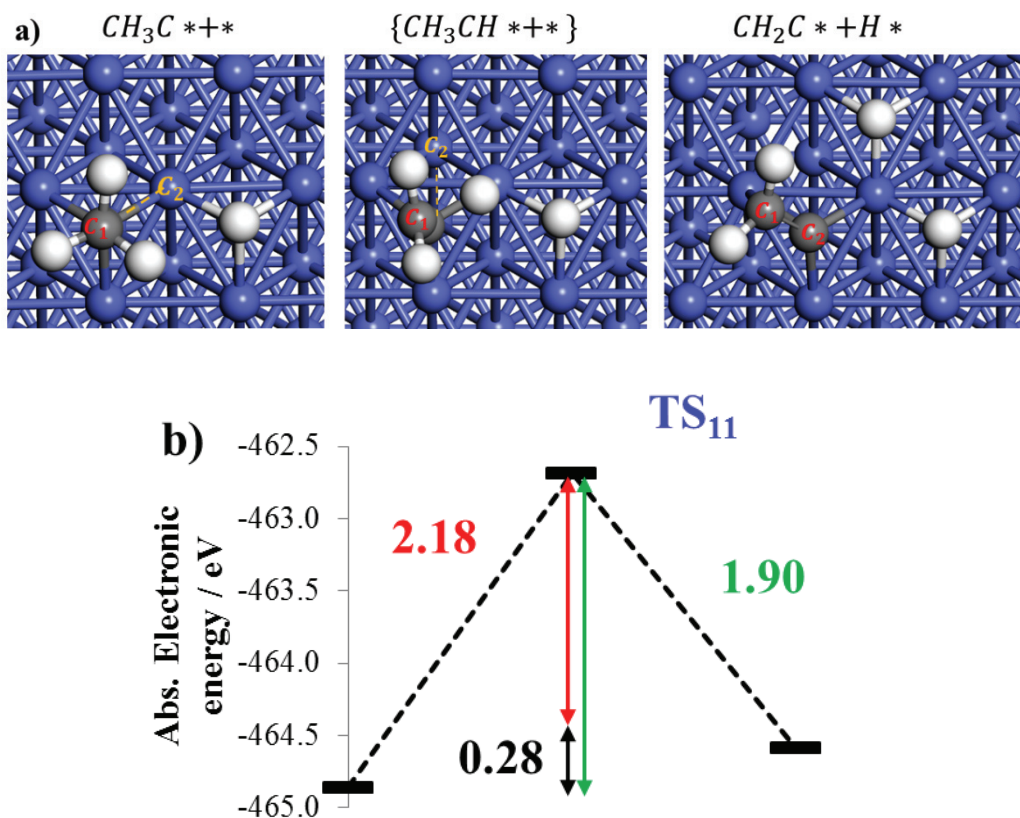 a)
CH₃C ∗+∗
{CH₃CH ∗+∗}
CH₂C ∗ +H ∗
C₁
C₂
C₂
C₁
C₁
C₂
b)
TS₁₁
Abs. Electronic
energy / eV
-462.5
-463.0
-463.5
-464.0
-464.5
-465.0
2.18
1.90
0.28